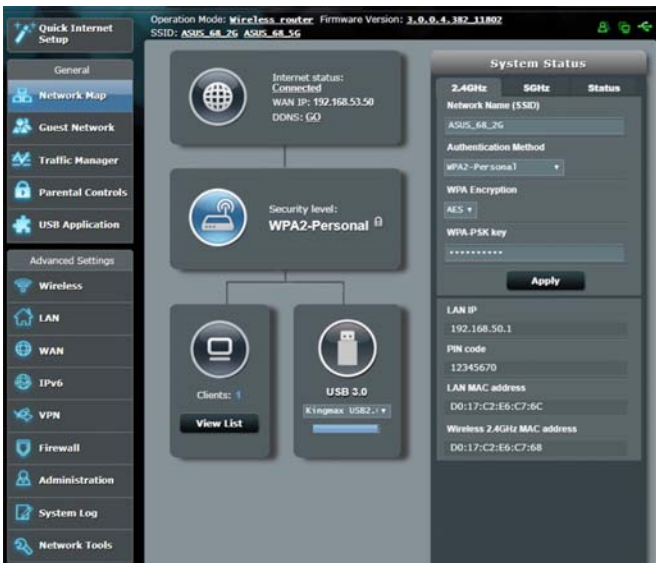 Quick Internet
Setup
Operation Mode: Wireless router Firmware Version: 3.0.0.4.382_11802
SSID: ASUS_68_2G ASUS_68_5G
General
Network Map
Guest Network
Traffic Manager
Parental Controls
USB Application
Advanced Settings
Wireless
LAN
WAN
IPv6
VPN
Firewall
Administration
System Log
Network Tools
Internet status:
Connected
WAN IP: 192.168.53.50
DDNS: GO
Security level:
WPA2-Personal
Clients: 1
View List
USB 3.0
Kingmax USB2.
System Status
2.4GHz 5GHz Status
Network Name (SSID)
ASUS_68_2G
Authentication Method
WPA2-Personal
WPA Encryption
AES
WPA-PSK key
••••••••••
Apply
LAN IP
192.168.50.1
PIN code
12345670
LAN MAC address
D0:17:C2:E6:C7:6C
Wireless 2.4GHz MAC address
D0:17:C2:E6:C7:68